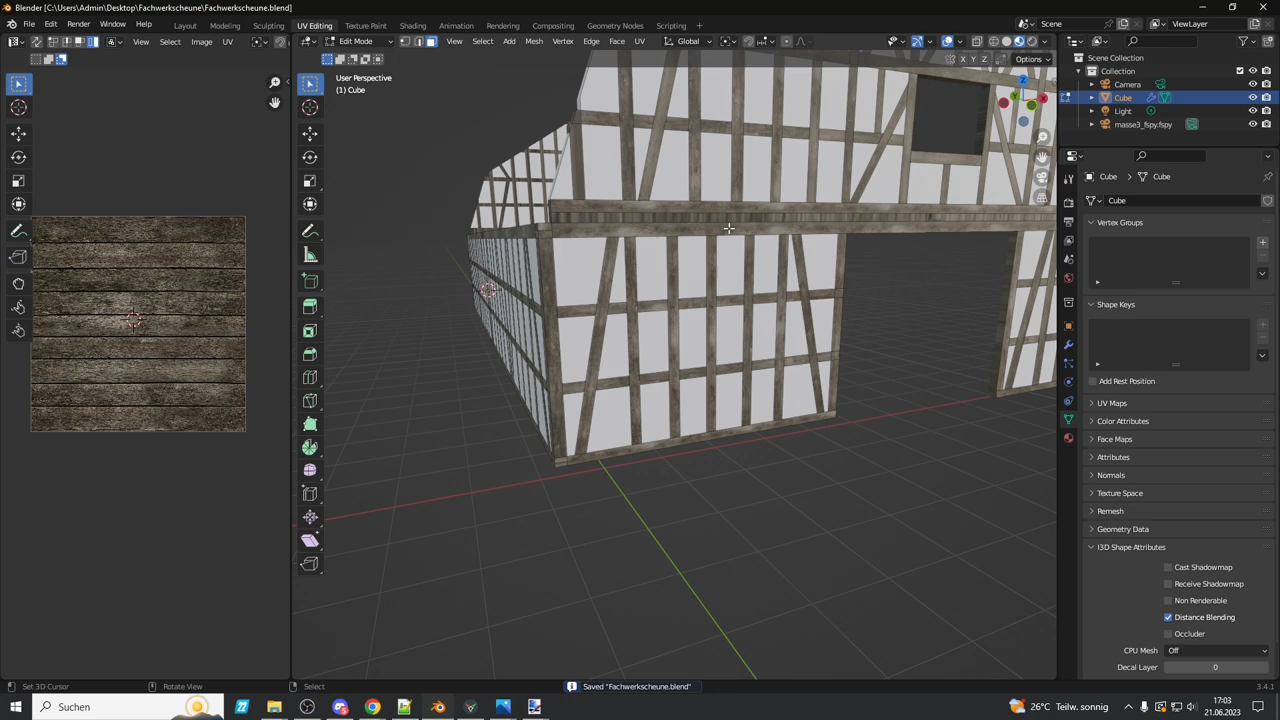 Blender [C:\Users\Admin\Desktop\Fachwerkscheune\Fachwerkscheune.blend]
File Edit Render Window Help Layout Modeling Sculpting UV Editing Texture Paint Shading Animation Rendering Compositing Geometry Nodes Scripting + Scene ViewLayer
View Select Image UV Edit Mode View Select Add Mesh Vertex Edge Face UV Global
X Y Z Options
User Perspective
(1) Cube
Scene Collection
Collection
Camera
Cube
Light
masse3_fspy.fspy
Cube Cube
Cube
Vertex Groups
Shape Keys
Add Rest Position
UV Maps
Color Attributes
Face Maps
Attributes
Normals
Texture Space
Remesh
Geometry Data
I3D Shape Attributes
Cast Shadowmap
Receive Shadowmap
Non Renderable
Distance Blending
Occluder
CPU Mesh Off
Decal Layer 0
Set 3D Cursor Rotate View Select Saved "Fachwerkscheune.blend" 3.4.1
Suchen 26°C Teilw. sonnig 17:03
21.06.2023